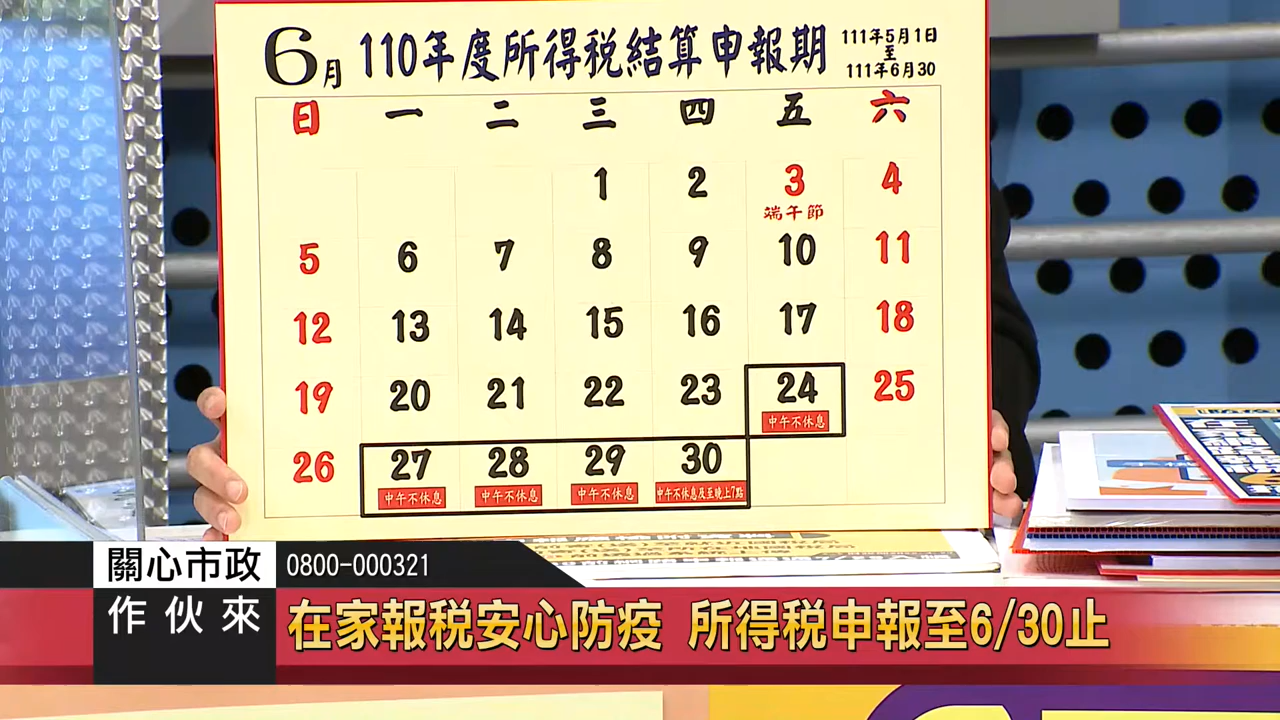 6月 110年度所得稅結算申報期 111年5月1日
至
111年6月30
日 一 二 三 四 五 六
1 2 3 4
端午節
5 6 7 8 9 10 11
12 13 14 15 16 17 18
19 20 21 22 23 24 25
中午不休息
26 27 28 29 30
中午不休息 中午不休息 中午不休息 中午不休息及至晚上7點
關心市政 0800-000321
作伙來 在家報稅安心防疫 所得稅申報至6/30止